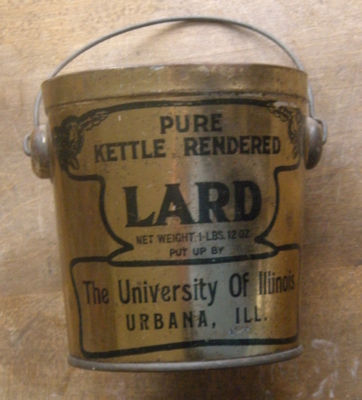 PURE
KETTLE RENDERED
LARD
NET WEIGHT 1-LBS. 12 OZ.
PUT UP BY
The University Of Illinois
URBANA, ILL.